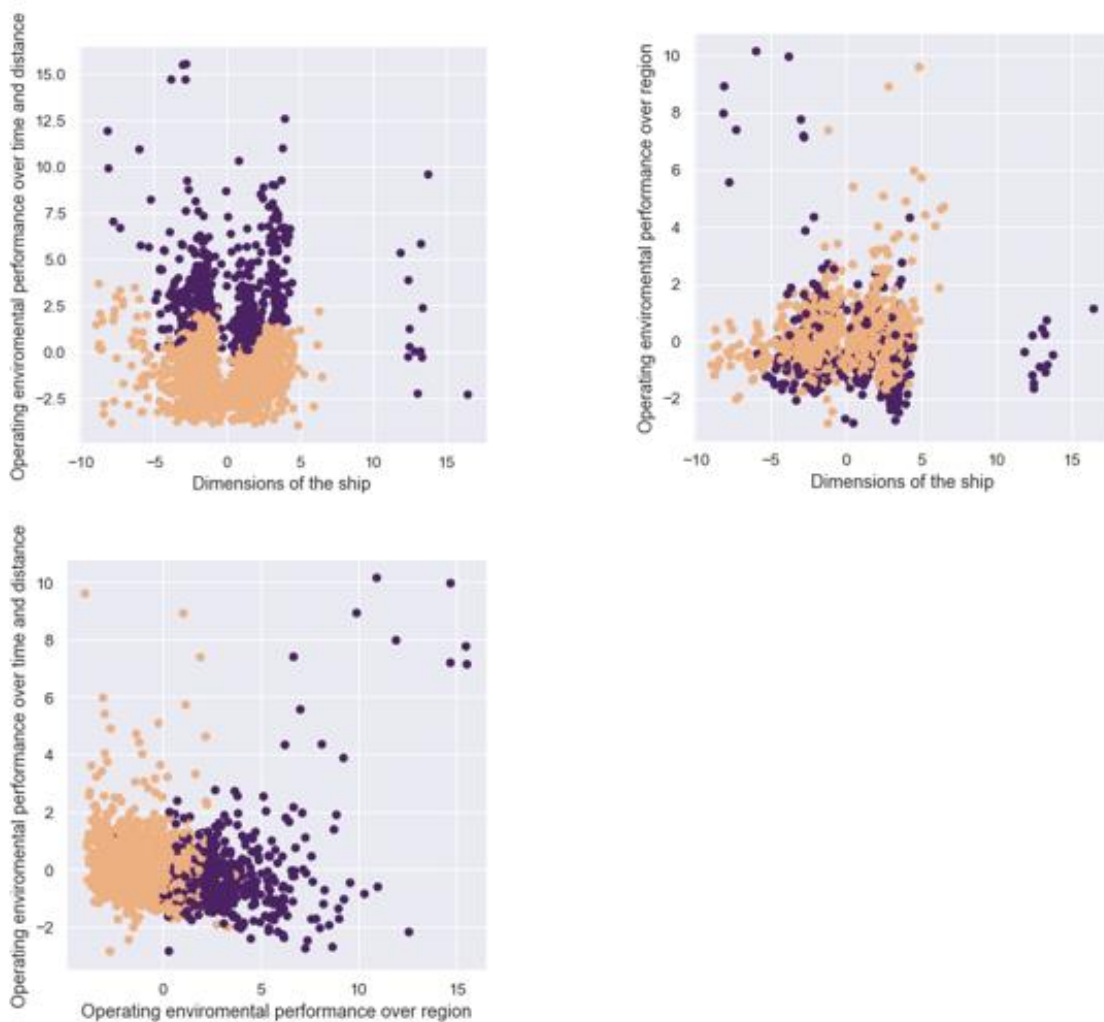 Operating enviromental performance over time and distance
15.0
12.5
10.0
7.5
5.0
2.5
0.0
−2.5
−10 −5 0 5 10 15
Dimensions of the ship
Operating enviromental performance over region
10
8
6
4
2
0
−2
−10 −5 0 5 10 15
Dimensions of the ship
Operating enviromental performance over time and distance
10
8
6
4
2
0
−2
0 5 10 15
Operating enviromental performance over region